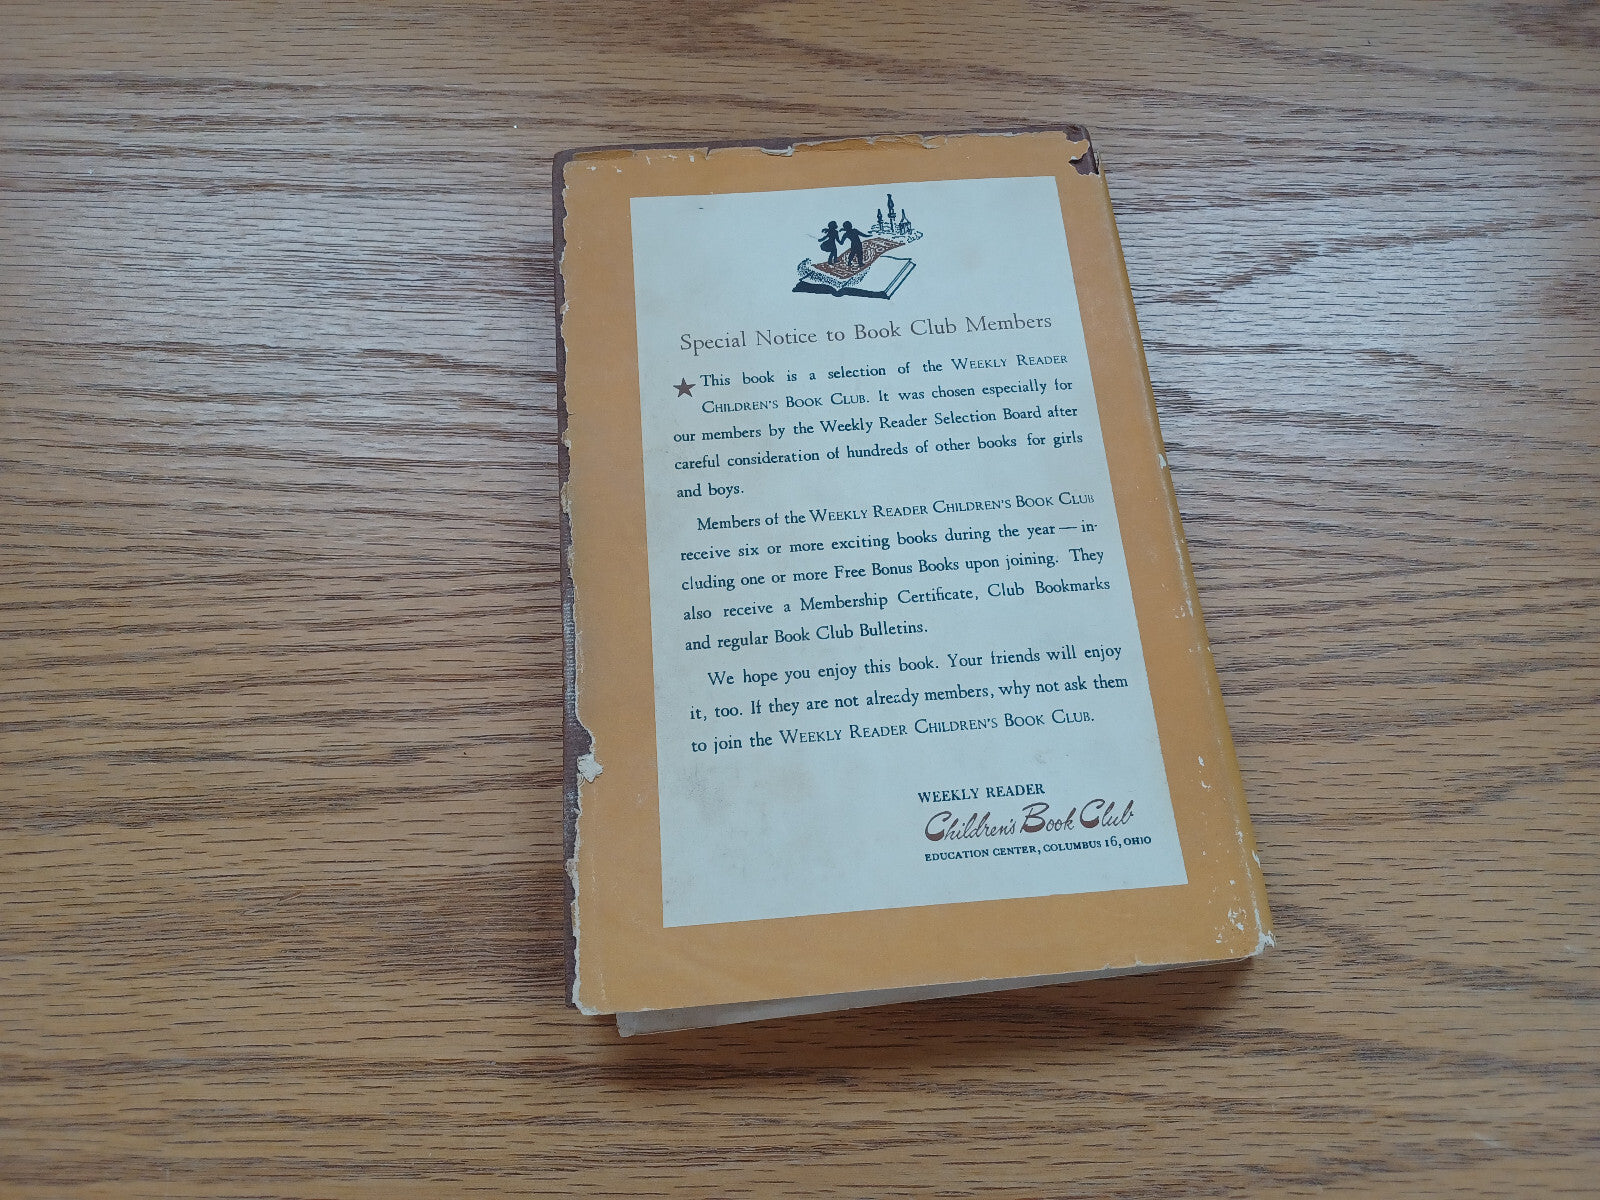 Special Notice to Book Club Members
★ This book is a selection of the WEEKLY READER
CHILDREN'S BOOK CLUB. It was chosen especially for
our members by the Weekly Reader Selection Board after
careful consideration of hundreds of other books for girls
and boys.
Members of the WEEKLY READER CHILDREN'S BOOK CLUB
receive six or more exciting books during the year — in-
cluding one or more Free Bonus Books upon joining. They
also receive a Membership Certificate, Club Bookmarks
and regular Book Club Bulletins.
We hope you enjoy this book. Your friends will enjoy
it, too. If they are not already members, why not ask them
to join the WEEKLY READER CHILDREN'S BOOK CLUB.
WEEKLY READER
Children's Book Club
EDUCATION CENTER, COLUMBUS 16, OHIO